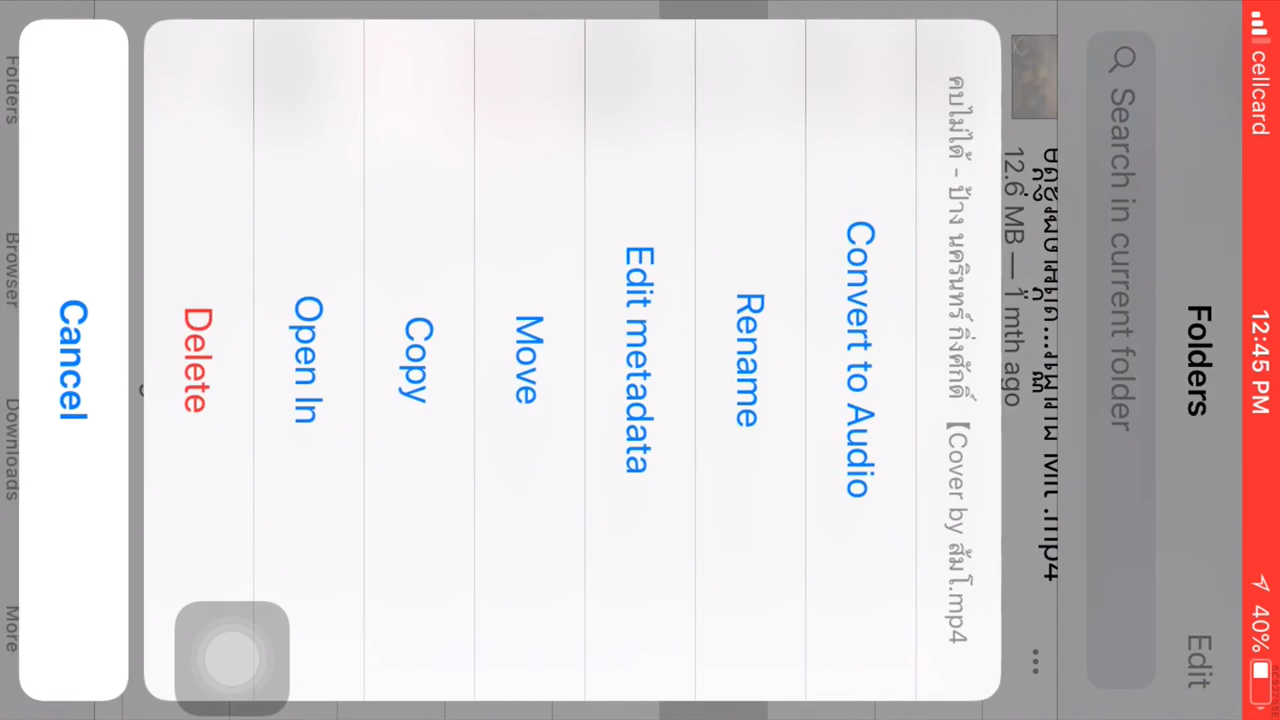 cellcard 12:45 PM 40%
Folders Edit
Search in current folder
12.6 MB — 1 mth ago
คบไม่ได้ - ป้าง นครินทร์ กิ่งศักดิ์ 【Cover by ส้มโ.mp4
Convert to Audio
Rename
Edit metadata
Move
Copy
Open In
Delete
Cancel
Folders Browser Downloads More